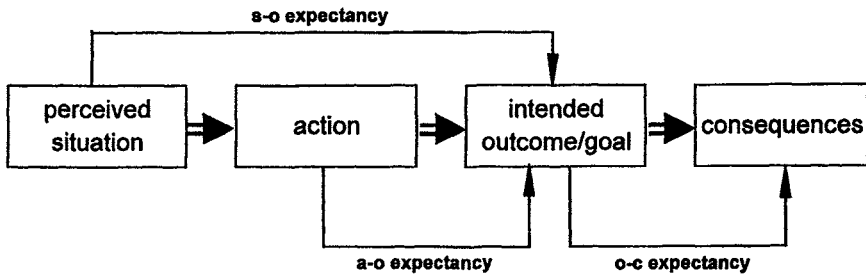 s-o expectancy
perceived
situation
action
intended
outcome/goal
consequences
a-o expectancy
o-c expectancy